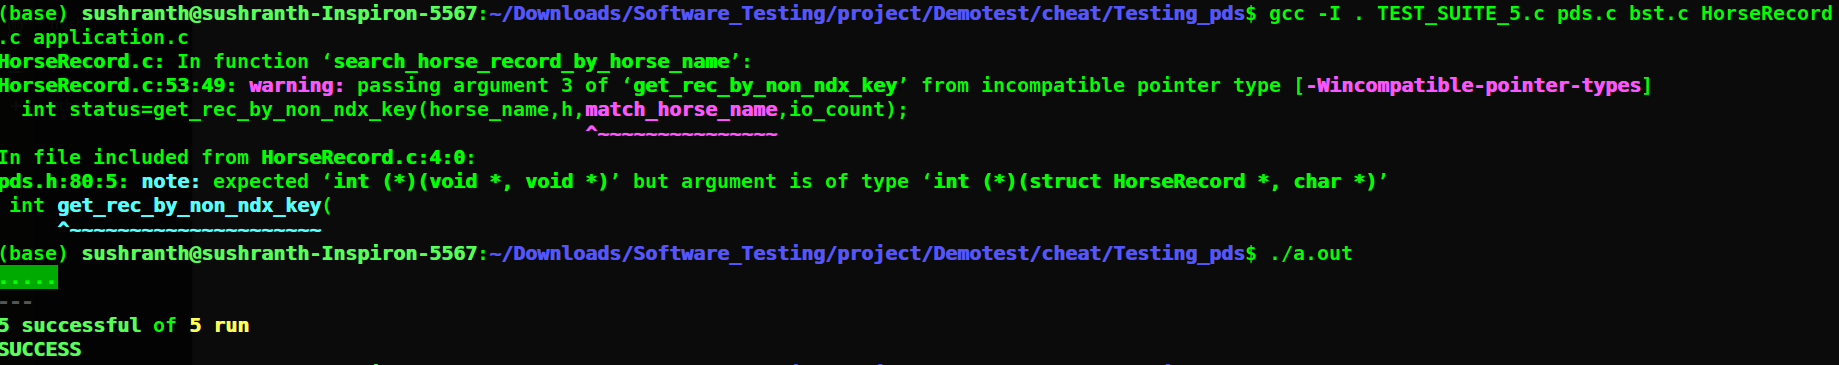 (base) sushranth@sushranth-Inspiron-5567:~/Downloads/Software_Testing/project/Demotest/cheat/Testing_pds$ gcc -I . TEST_SUITE_5.c pds.c bst.c HorseRecord
.c application.c
HorseRecord.c: In function ‘search_horse_record_by_horse_name’:
HorseRecord.c:53:49: warning: passing argument 3 of ‘get_rec_by_non_ndx_key’ from incompatible pointer type [-Wincompatible-pointer-types]
  int status=get_rec_by_non_ndx_key(horse_name,h,match_horse_name,io_count);
                                                 ^~~~~~~~~~~~~~~~
In file included from HorseRecord.c:4:0:
pds.h:80:5: note: expected ‘int (*)(void *, void *)’ but argument is of type ‘int (*)(struct HorseRecord *, char *)’
 int get_rec_by_non_ndx_key(
     ^~~~~~~~~~~~~~~~~~~~~~
(base) sushranth@sushranth-Inspiron-5567:~/Downloads/Software_Testing/project/Demotest/cheat/Testing_pds$ ./a.out
.....
---
5 successful of 5 run
SUCCESS